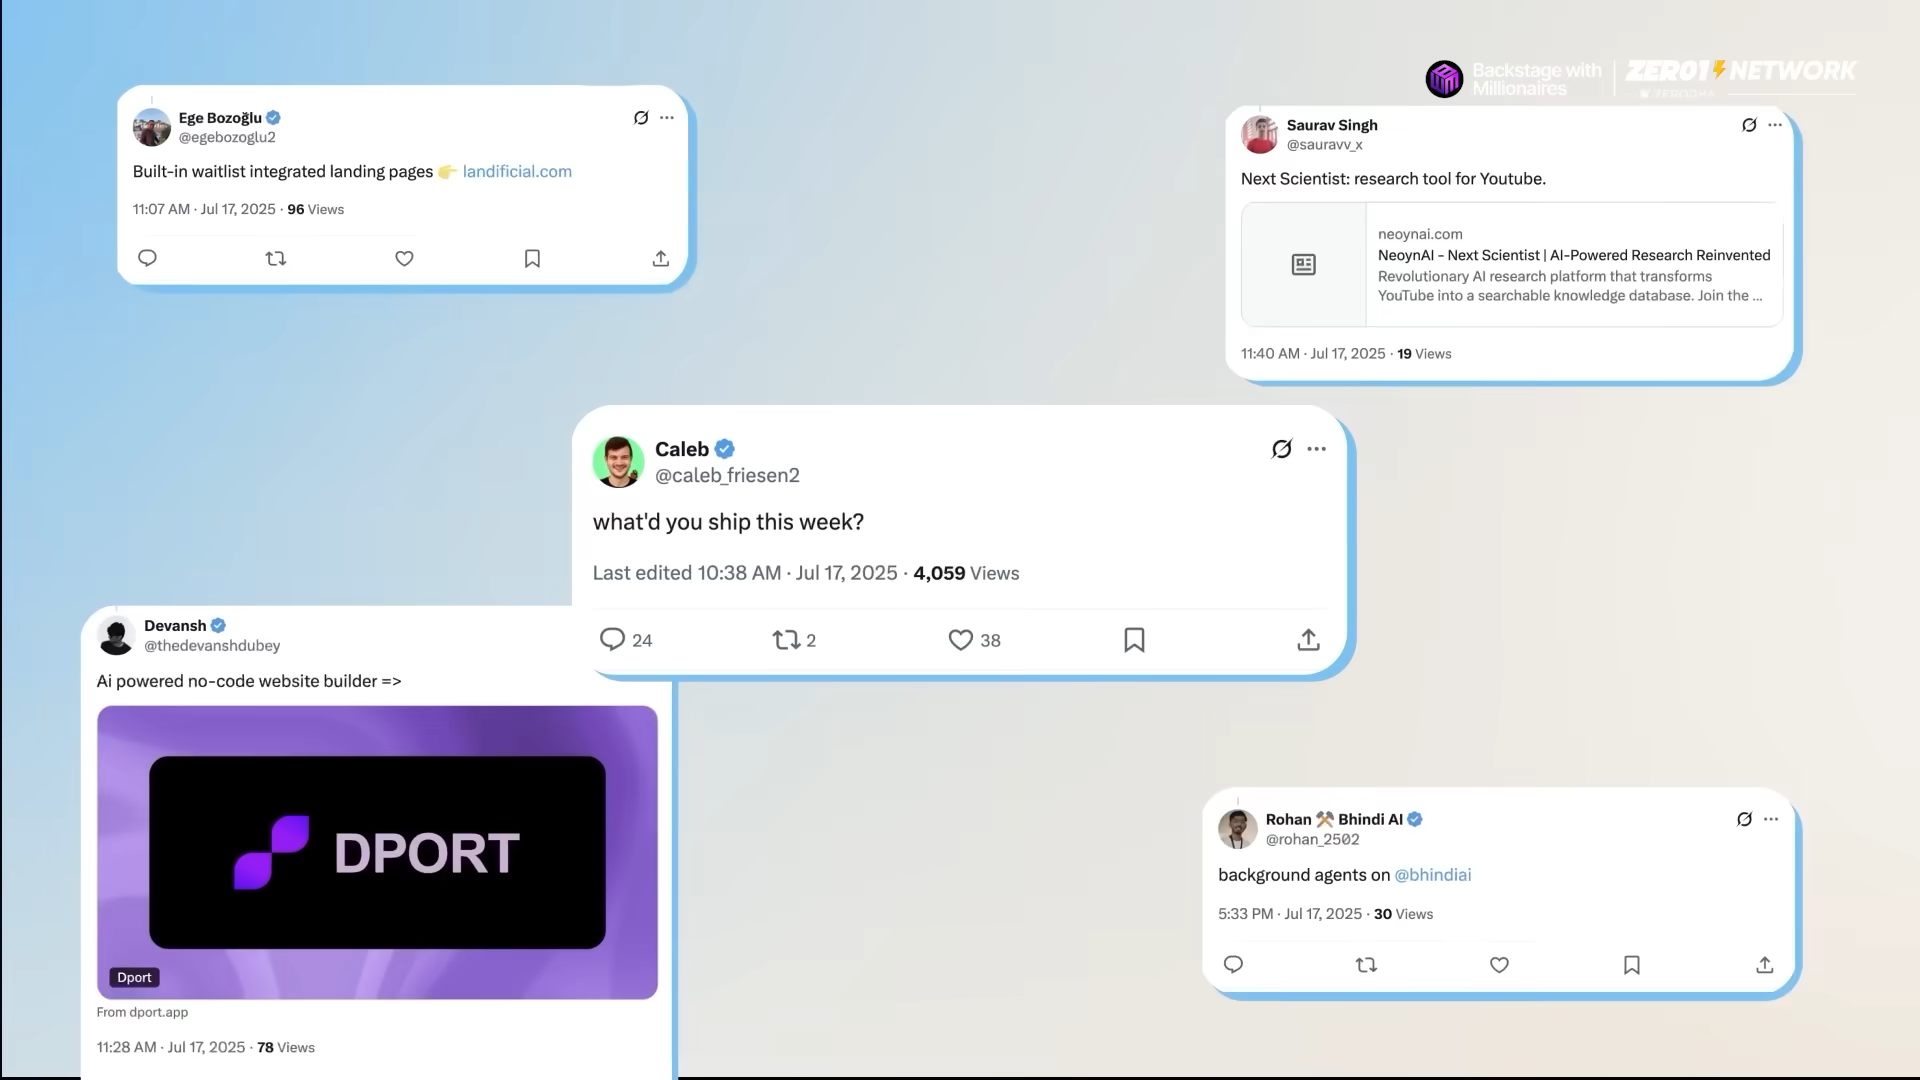 Backstage with
Millionaires
ZERO1 NETWORK
ZERODHA
Ege Bozoğlu
@egebozoglu2
Built-in waitlist integrated landing pages 👉 landificial.com
11:07 AM · Jul 17, 2025 · 96 Views
Saurav Singh
@sauravv_x
Next Scientist: research tool for Youtube.
neoynai.com
NeoynAI - Next Scientist | AI-Powered Research Reinvented
Revolutionary AI research platform that transforms
YouTube into a searchable knowledge database. Join the ...
11:40 AM · Jul 17, 2025 · 19 Views
Caleb
@caleb_friesen2
what'd you ship this week?
Last edited 10:38 AM · Jul 17, 2025 · 4,059 Views
24 2 38
Devansh
@thedevanshdubey
Ai powered no-code website builder =>
DPORT
Dport
From dport.app
11:28 AM · Jul 17, 2025 · 78 Views
Rohan ⚒️ Bhindi AI
@rohan_2502
background agents on @bhindiai
5:33 PM · Jul 17, 2025 · 30 Views